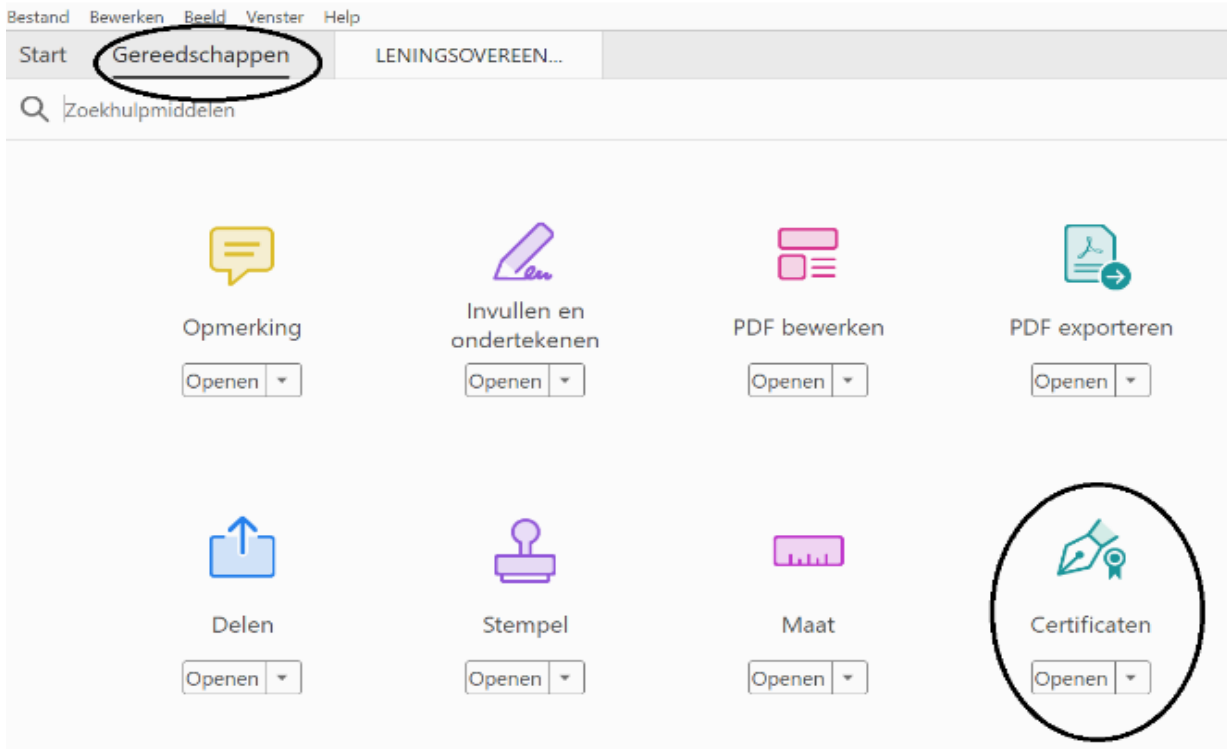 Bestand Bewerken Beeld Venster Help
Start Gereedschappen LENINGSOVEREEN...
Zoekhulpmiddelen
Opmerking
Invullen en
ondertekenen
PDF bewerken
PDF exporteren
Openen
Openen
Openen
Openen
Delen
Stempel
Maat
Certificaten
Openen
Openen
Openen
Openen